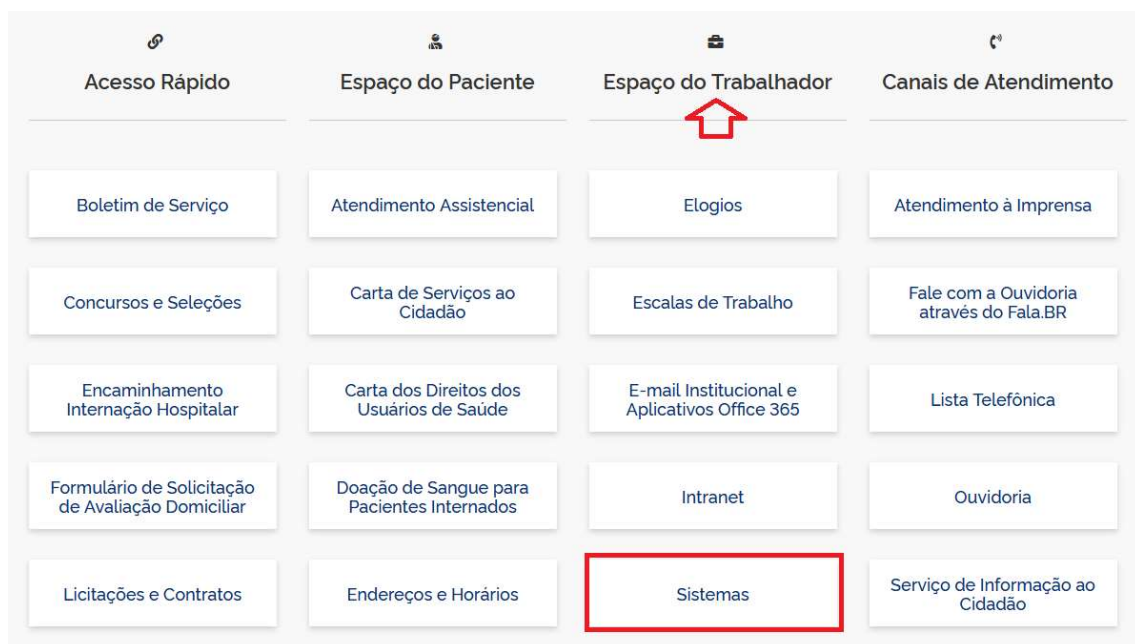 Acesso Rápido
Espaço do Paciente
Espaço do Trabalhador
Canais de Atendimento
Boletim de Serviço
Atendimento Assistencial
Elogios
Atendimento à Imprensa
Concursos e Seleções
Carta de Serviços ao
Cidadão
Escalas de Trabalho
Fale com a Ouvidoria
através do Fala.BR
Encaminhamento
Internação Hospitalar
Carta dos Direitos dos
Usuários de Saúde
E-mail Institucional e
Aplicativos Office 365
Lista Telefônica
Formulário de Solicitação
de Avaliação Domiciliar
Doação de Sangue para
Pacientes Internados
Intranet
Ouvidoria
Licitações e Contratos
Endereços e Horários
Sistemas
Serviço de Informação ao
Cidadão